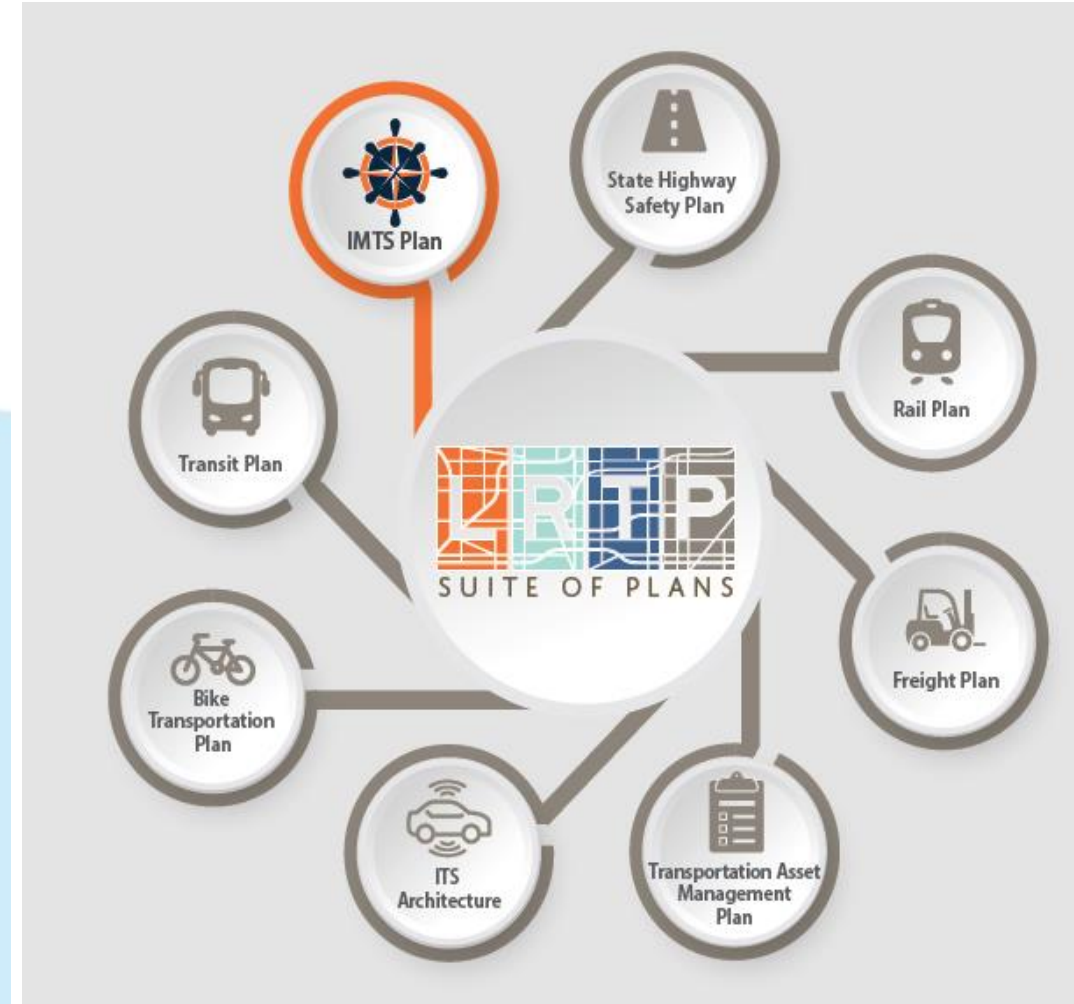 IMTS Plan
State Highway
Safety Plan
Rail Plan
Transit Plan
LRTP
SUITE OF PLANS
Freight Plan
Bike
Transportation
Plan
ITS
Architecture
Transportation Asset
Management
Plan